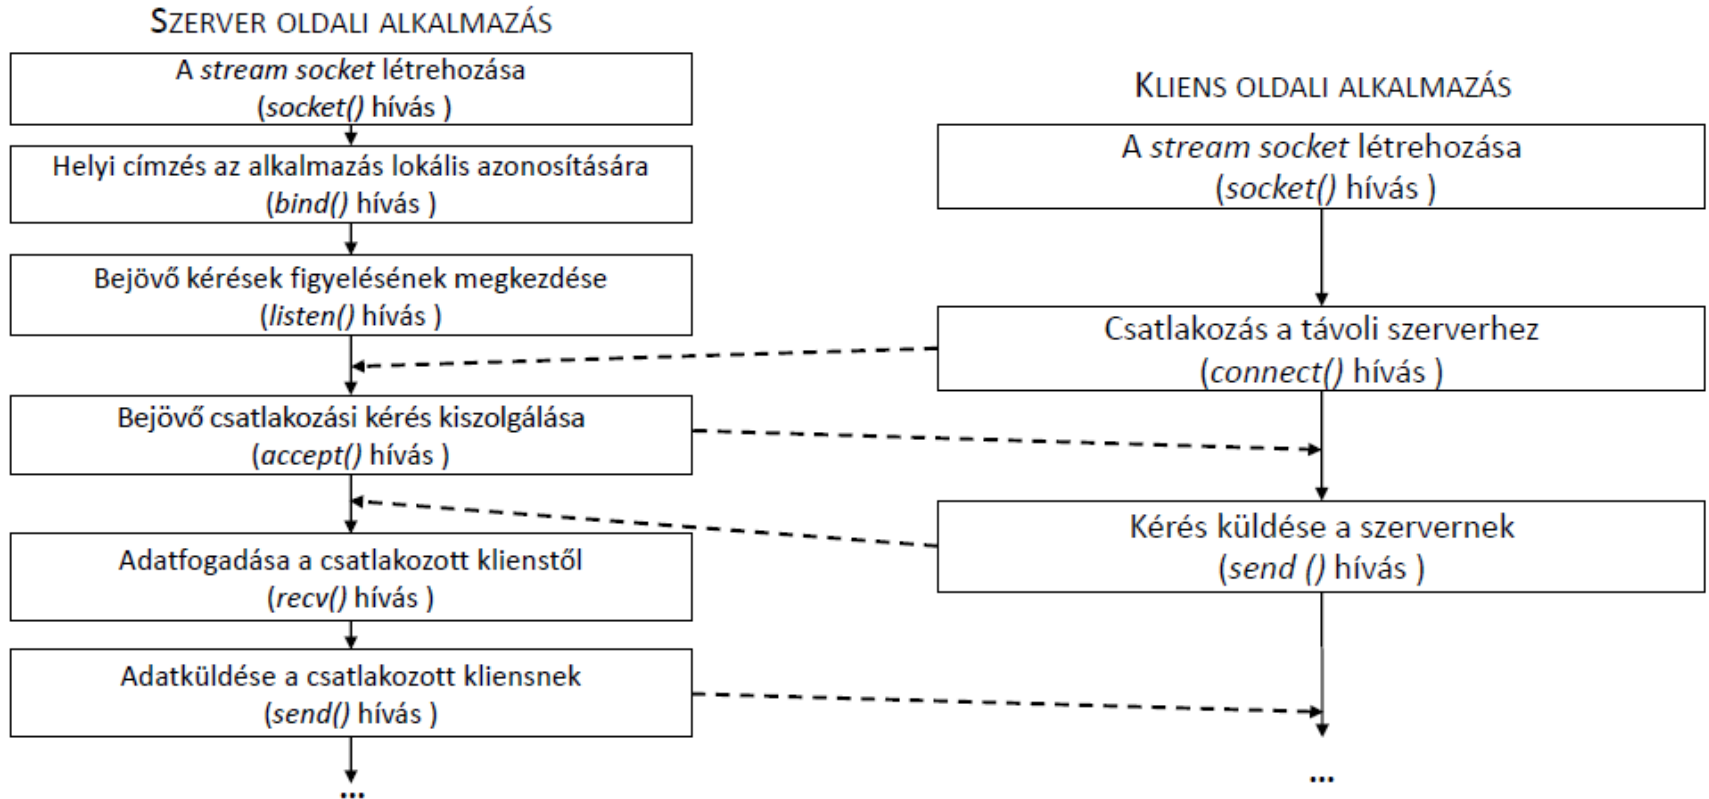 SZERVER OLDALI ALKALMAZÁS
A stream socket létrehozása
(socket() hívás )
Helyi címzés az alkalmazás lokális azonosítására
(bind() hívás )
Bejövő kérések figyelésének megkezdése
(listen() hívás )
Bejövő csatlakozási kérés kiszolgálása
(accept() hívás )
Adatfogadása a csatlakozott klienstől
(recv() hívás )
Adatküldése a csatlakozott kliensnek
(send() hívás )
...
KLIENS OLDALI ALKALMAZÁS
A stream socket létrehozása
(socket() hívás )
Csatlakozás a távoli szerverhez
(connect() hívás )
Kérés küldése a szervernek
(send () hívás )
...